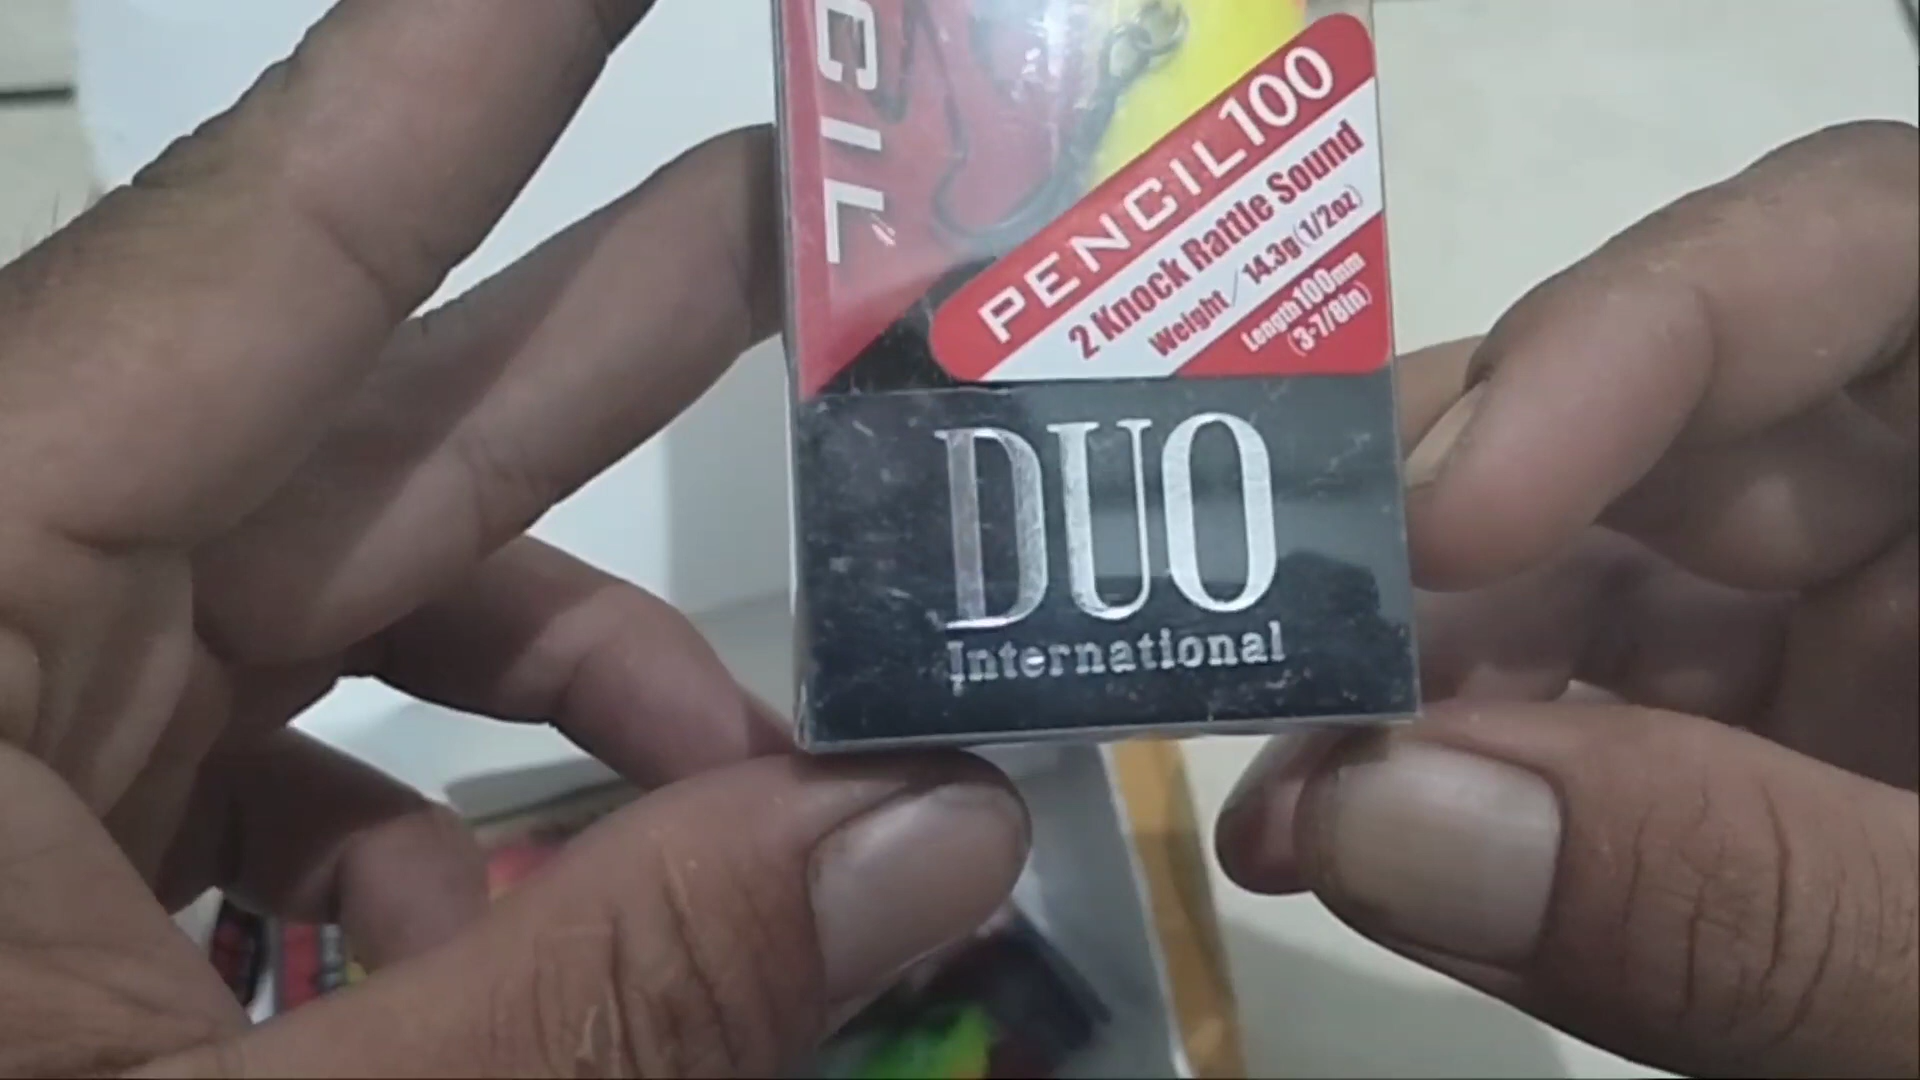 CIL
PENCIL100
2 Knock Rattle Sound
Weight/14.3g(1/2oz)
Length100mm
(3-7/8in)
DUO
International